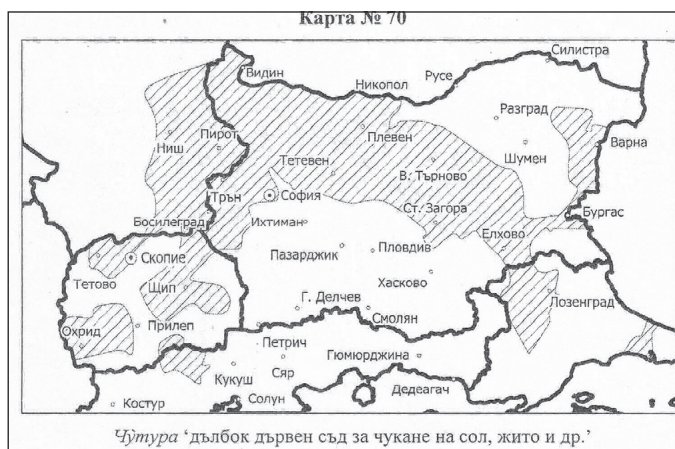 Карта № 70
Силистра
Видин
Русе
Никопол
Разград
Плевен
Ниш
Пирот
Варна
Шумен
Тетевен
В. Търново
Трън
София
Босилеград
Ихтиман
Ст. Загора
Бургас
Елхово
Скопие
Пазарджик
Пловдив
Тетово
Щип
Хасково
Лозенград
Г. Делчев
Смолян
Охрид
Прилеп
Петрич
Гюмюрджина
Кукуш
Сяр
Дедеагач
Костур
Солун
Чу̀тура ‘дълбок дървен съд за чукане на сол, жито и др.’